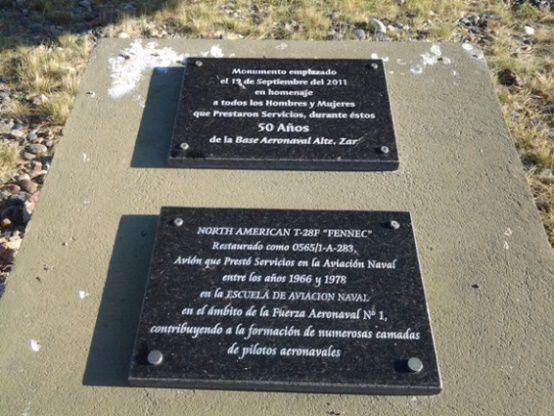 Monumento emplazado
el 19 de Septiembre del 2011
en homenaje
a todos los Hombres y Mujeres
que Prestaron Servicios, durante éstos
50 Años
de la Base Aeronaval Alte. Zar
NORTH AMERICAN T-28F "FENNEC"
Restaurado como 0565/1-A-283,
Avión que Prestó Servicios en la Aviación Naval
entre los años 1966 y 1978
en la ESCUELA DE AVIACION NAVAL
en el ámbito de la Fuerza Aeronaval Nº 1,
contribuyendo a la formación de numerosas camadas
de pilotos aeronavales